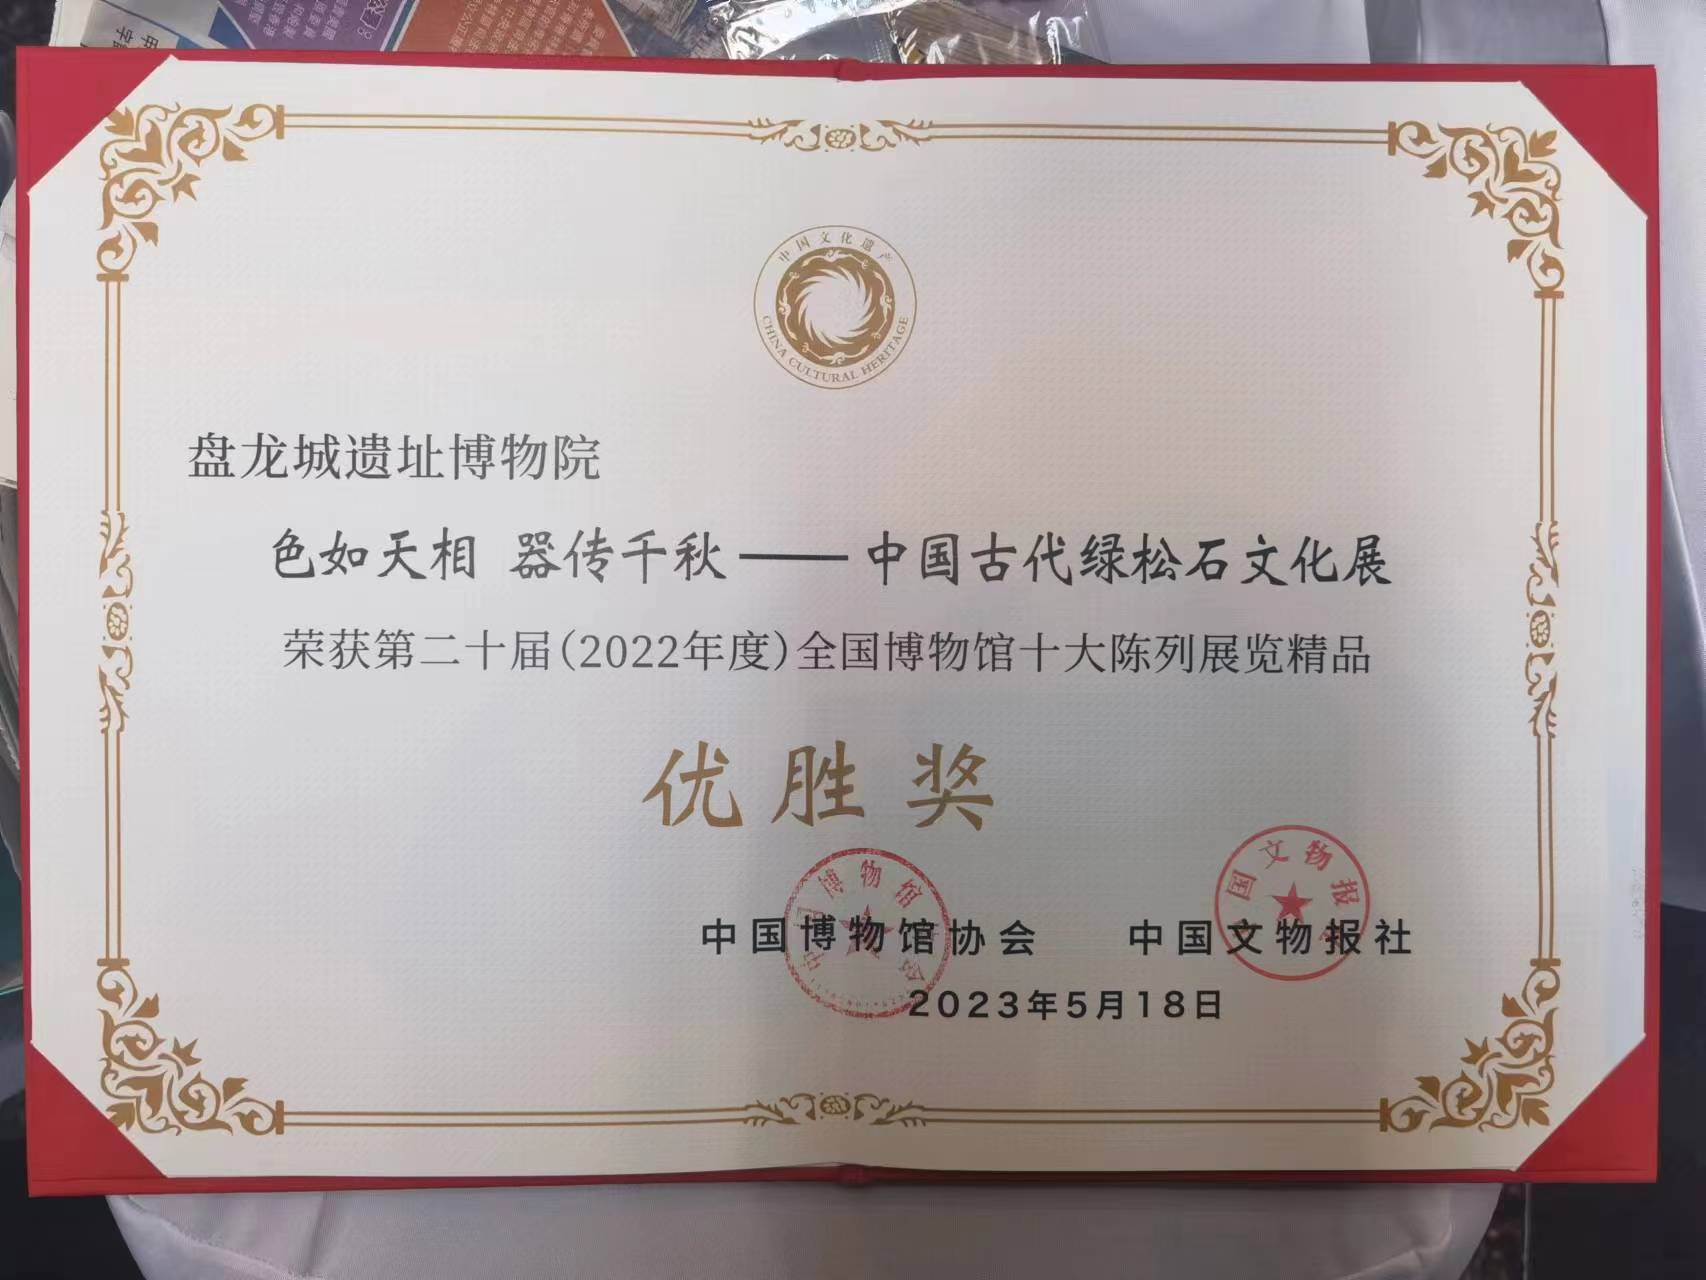 中国文化遗产
CHINA CULTURAL HERITAGE
盘龙城遗址博物院
色如天相 器传千秋——中国古代绿松石文化展
荣获第二十届(2022年度)全国博物馆十大陈列展览精品
优胜奖
中国博物馆协会 中国文物报社
2023年5月18日